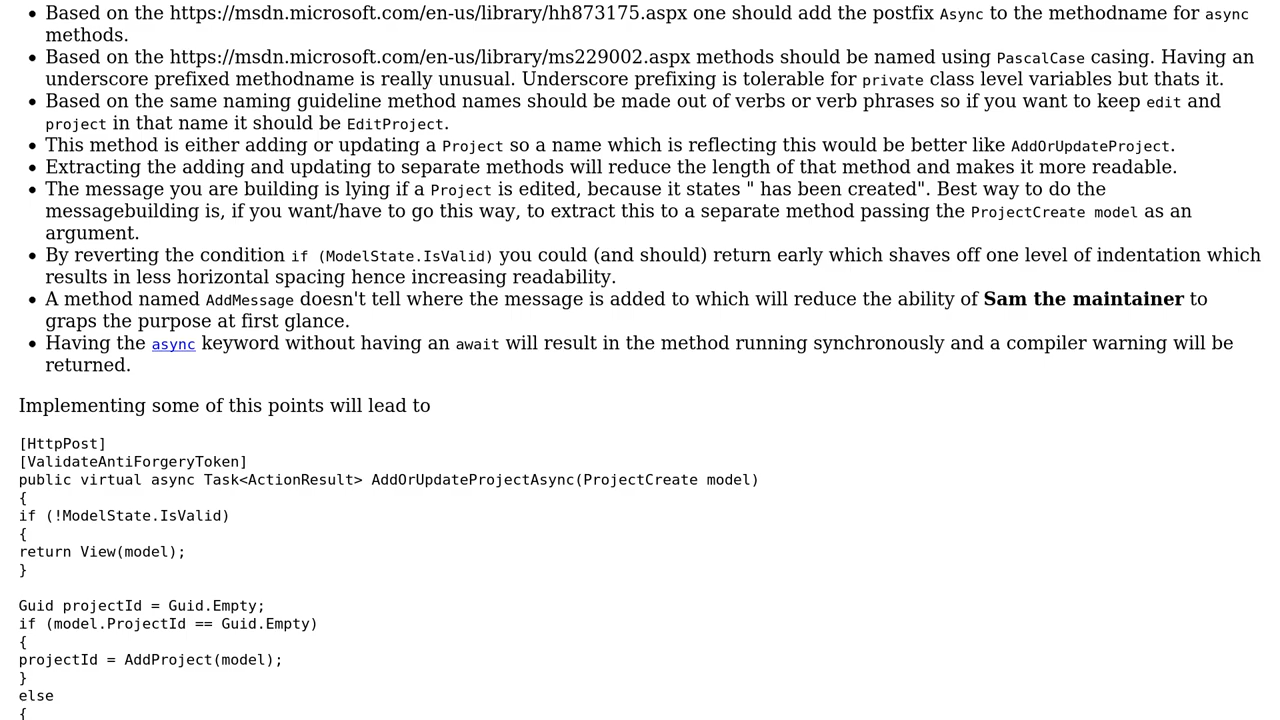 • Based on the https://msdn.microsoft.com/en-us/library/hh873175.aspx one should add the postfix Async to the methodname for async
methods.
• Based on the https://msdn.microsoft.com/en-us/library/ms229002.aspx methods should be named using PascalCase casing. Having an
underscore prefixed methodname is really unusual. Underscore prefixing is tolerable for private class level variables but thats it.
• Based on the same naming guideline method names should be made out of verbs or verb phrases so if you want to keep edit and
project in that name it should be EditProject.
• This method is either adding or updating a Project so a name which is reflecting this would be better like AddOrUpdateProject.
• Extracting the adding and updating to separate methods will reduce the length of that method and makes it more readable.
• The message you are building is lying if a Project is edited, because it states " has been created". Best way to do the
messagebuilding is, if you want/have to go this way, to extract this to a separate method passing the ProjectCreate model as an
argument.
• By reverting the condition if (ModelState.IsValid) you could (and should) return early which shaves off one level of indentation which
results in less horizontal spacing hence increasing readability.
• A method named AddMessage doesn't tell where the message is added to which will reduce the ability of Sam the maintainer to
graps the purpose at first glance.
• Having the async keyword without having an await will result in the method running synchronously and a compiler warning will be
returned.
Implementing some of this points will lead to
[HttpPost]
[ValidateAntiForgeryToken]
public virtual async Task<ActionResult> AddOrUpdateProjectAsync(ProjectCreate model)
{
if (!ModelState.IsValid)
{
return View(model);
}
Guid projectId = Guid.Empty;
if (model.ProjectId == Guid.Empty)
{
projectId = AddProject(model);
}
else
{